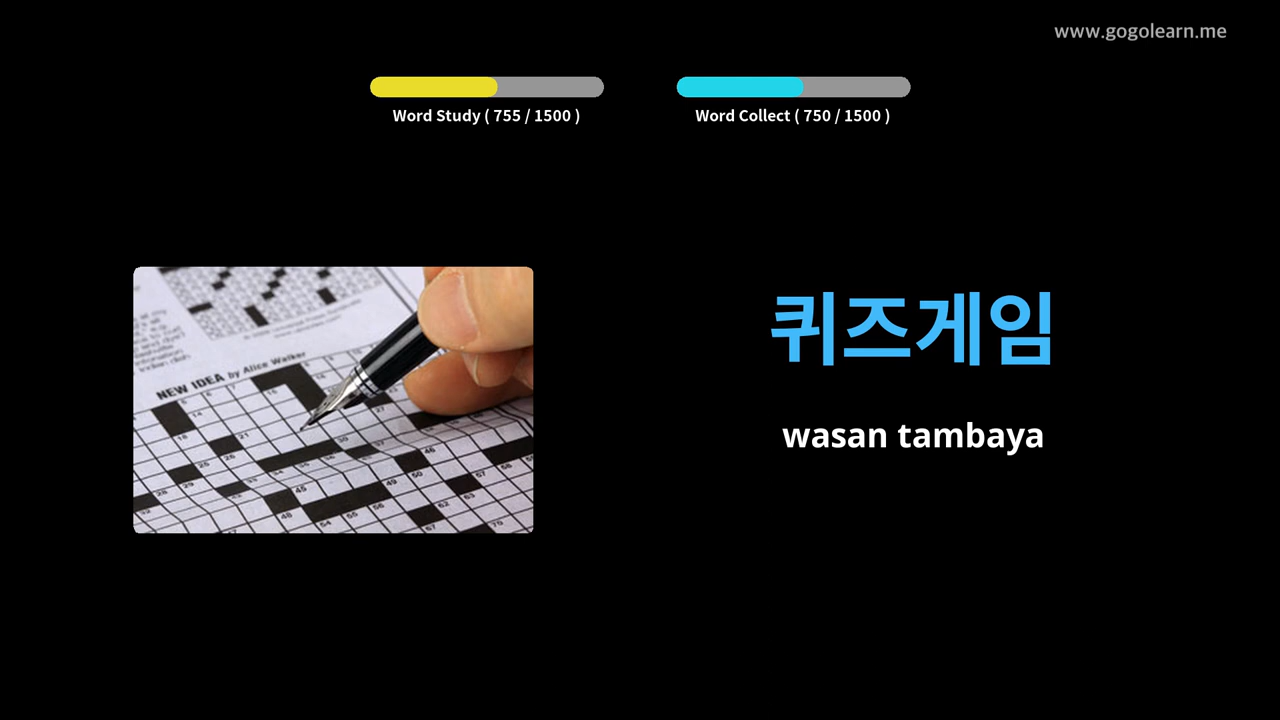 www.gogolearn.me
Word Study ( 755 / 1500 )
Word Collect ( 750 / 1500 )
퀴즈게임
wasan tambaya
NEW IDEA by Alice Walker